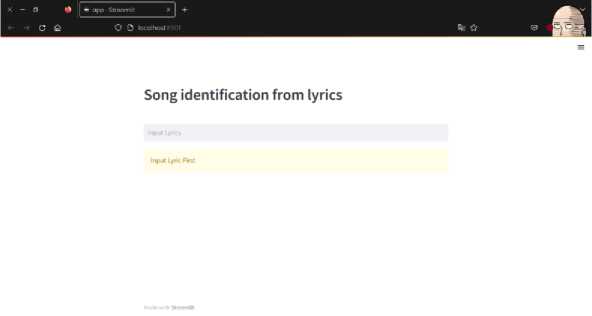 app · Streamlit
localhost:8501
Song identification from lyrics
Input Lyrics
Input Lyric First
Made with Streamlit